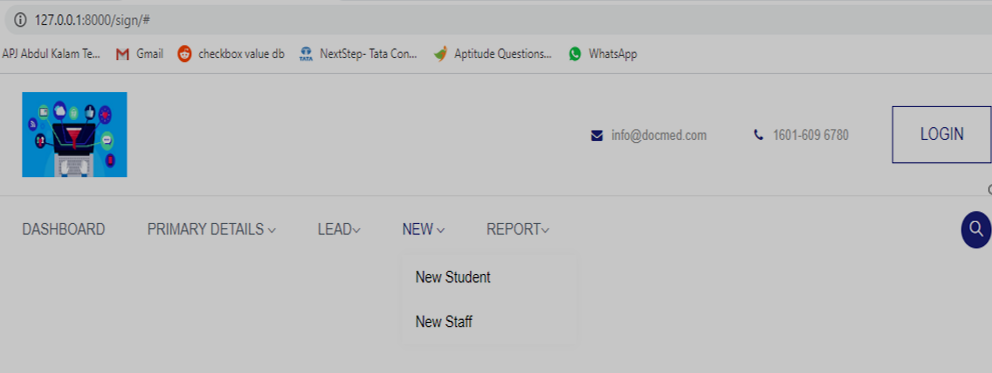 127.0.0.1:8000/sign/#
APJ Abdul Kalam Te... Gmail checkbox value db TATA NextStep- Tata Con... Aptitude Questions... WhatsApp
info@docmed.com 1601-609 6780 LOGIN
DASHBOARD PRIMARY DETAILS LEAD NEW REPORT
New Student
New Staff